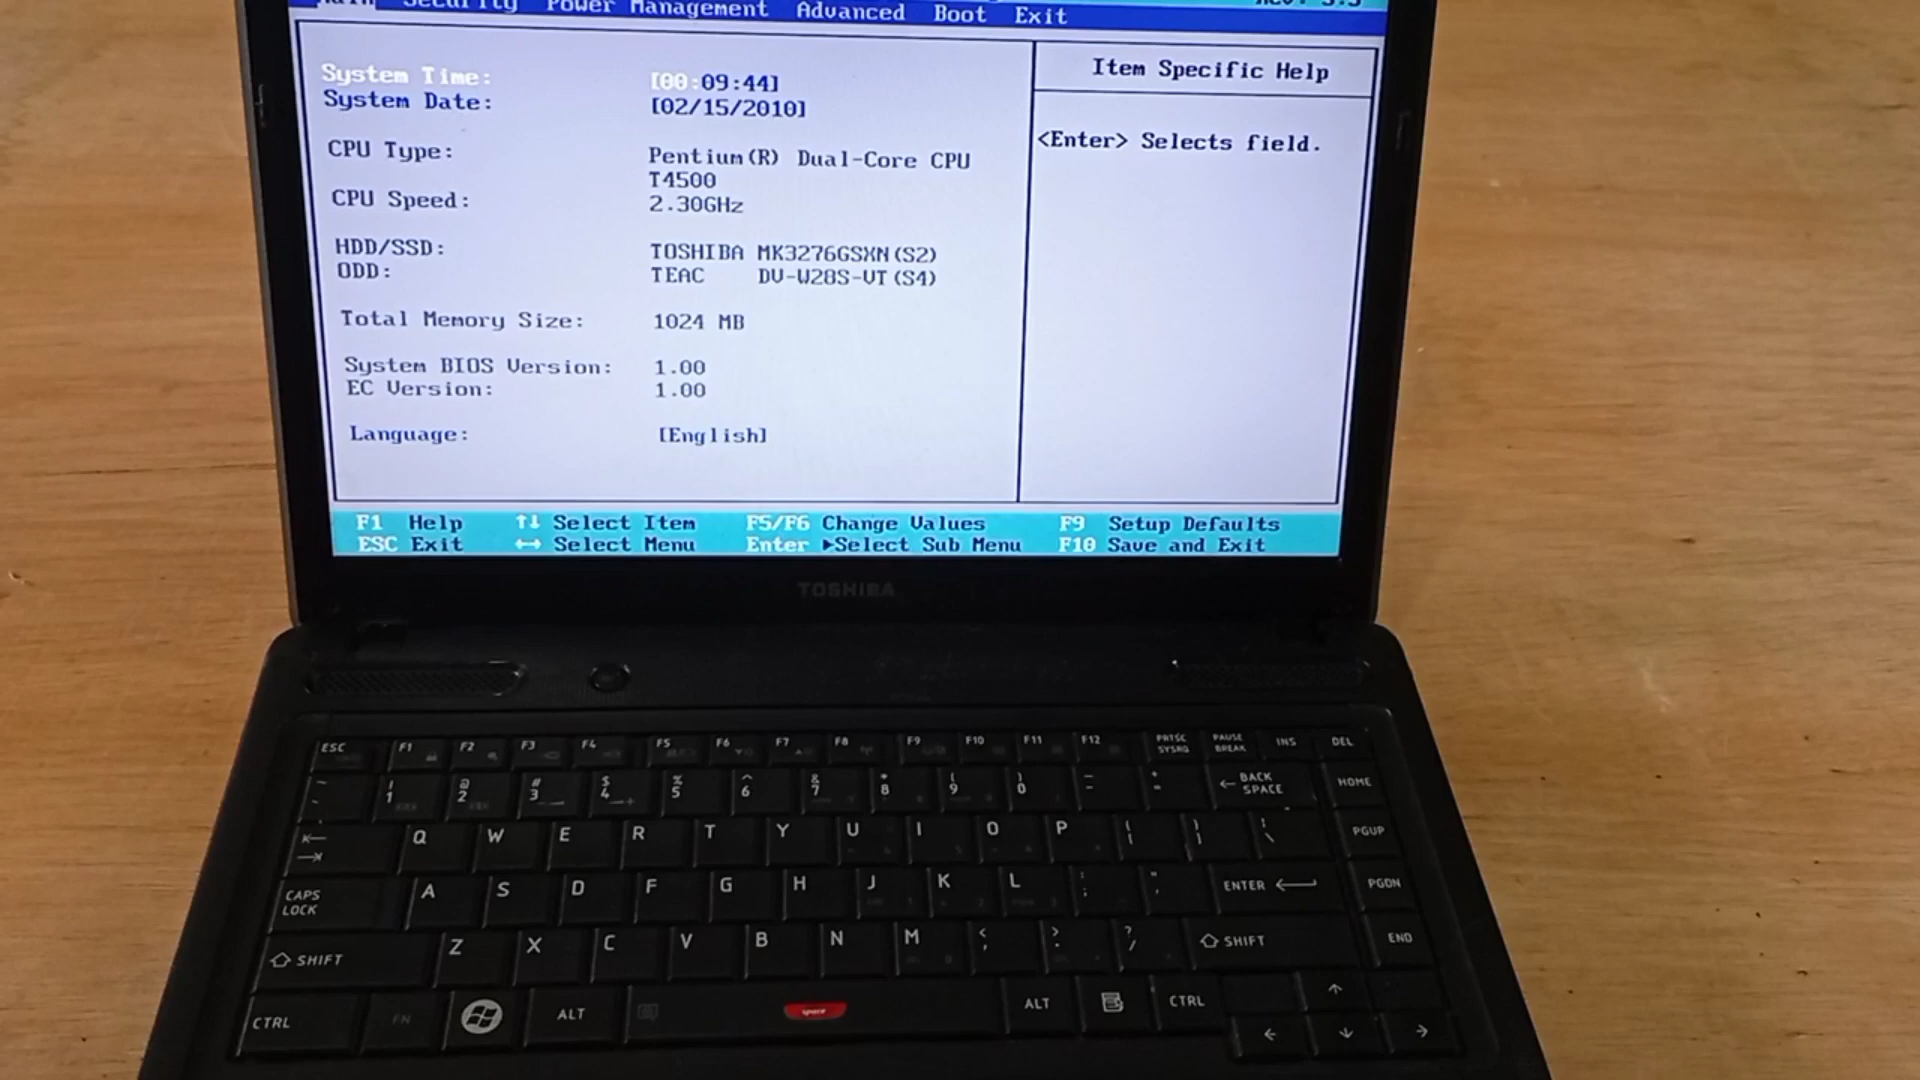 Main Security Power Management Advanced Boot Exit
System Time: [00:09:44]
System Date: [02/15/2010]
Item Specific Help
<Enter> Selects field.
CPU Type: Pentium(R) Dual-Core CPU
T4500
CPU Speed: 2.30GHz
HDD/SSD: TOSHIBA MK3276GSXN(S2)
ODD: TEAC DV-W28S-VT(S4)
Total Memory Size: 1024 MB
System BIOS Version: 1.00
EC Version: 1.00
Language: [English]
F1 Help ↑↓ Select Item F5/F6 Change Values F9 Setup Defaults
ESC Exit ↔ Select Menu Enter ▶Select Sub Menu F10 Save and Exit
TOSHIBA
ESC F1 F2 F3 F4 F5 F6 F7 F8 F9 F10 F11 F12 PRTSC SYSRQ PAUSE BREAK INS DEL
~ ! 1 @ 2 # 3 $ 4 % 5 ^ 6 & 7 * 8 ( 9 ) 0 ← BACK SPACE HOME
Q W E R T Y U I O P { [ } ] \ PGUP
CAPS LOCK A S D F G H J K L : ; " ' ENTER PGDN
SHIFT Z X C V B N M < , > . ? / SHIFT END
CTRL FN ALT space ALT CTRL ↑
← ↓ →